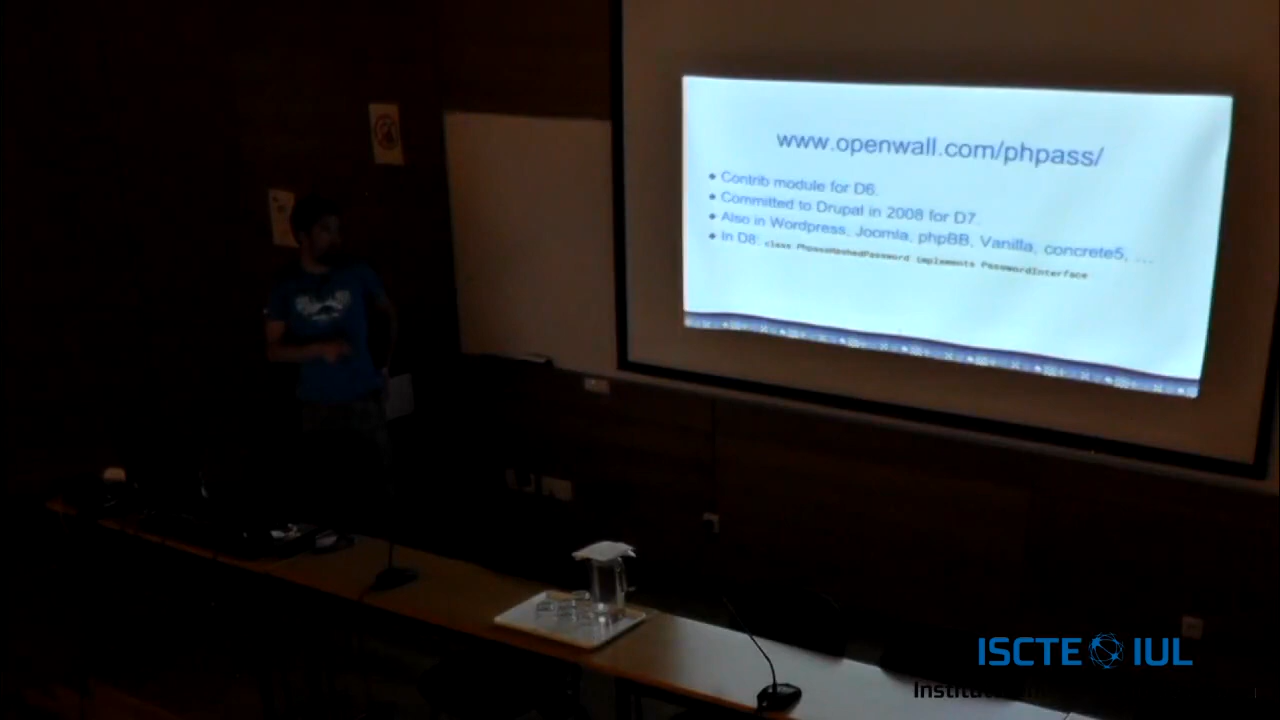 www.openwall.com/phpass/
Contrib module for D6.
Committed to Drupal in 2008 for D7.
Also in Wordpress, Joomla, phpBB, Vanilla, concrete5, …
In D8: class PhpassHashedPassword implements PasswordInterface
ISCTE IUL